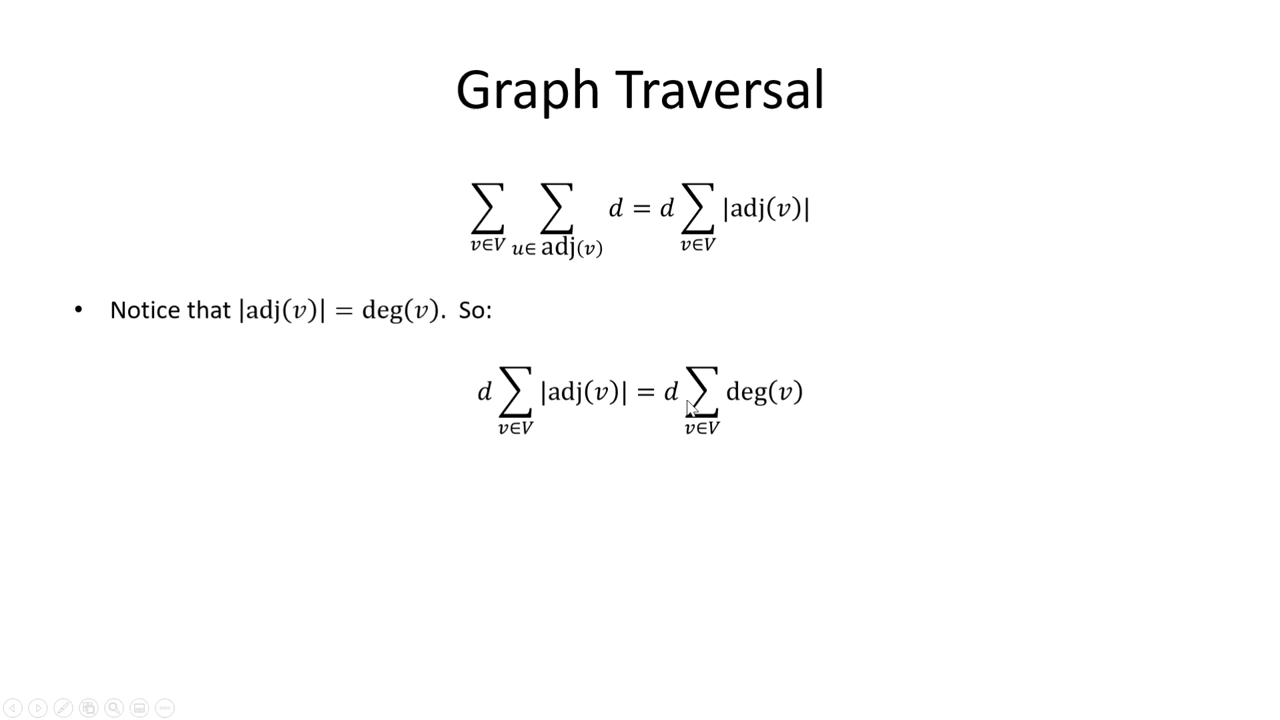 Graph Traversal
∑_{v∈V} ∑_{u∈ adj(v)} d = d ∑_{v∈V} |adj(v)|
• Notice that |adj(v)| = deg(v). So:
d ∑_{v∈V} |adj(v)| = d ∑_{v∈V} deg(v)